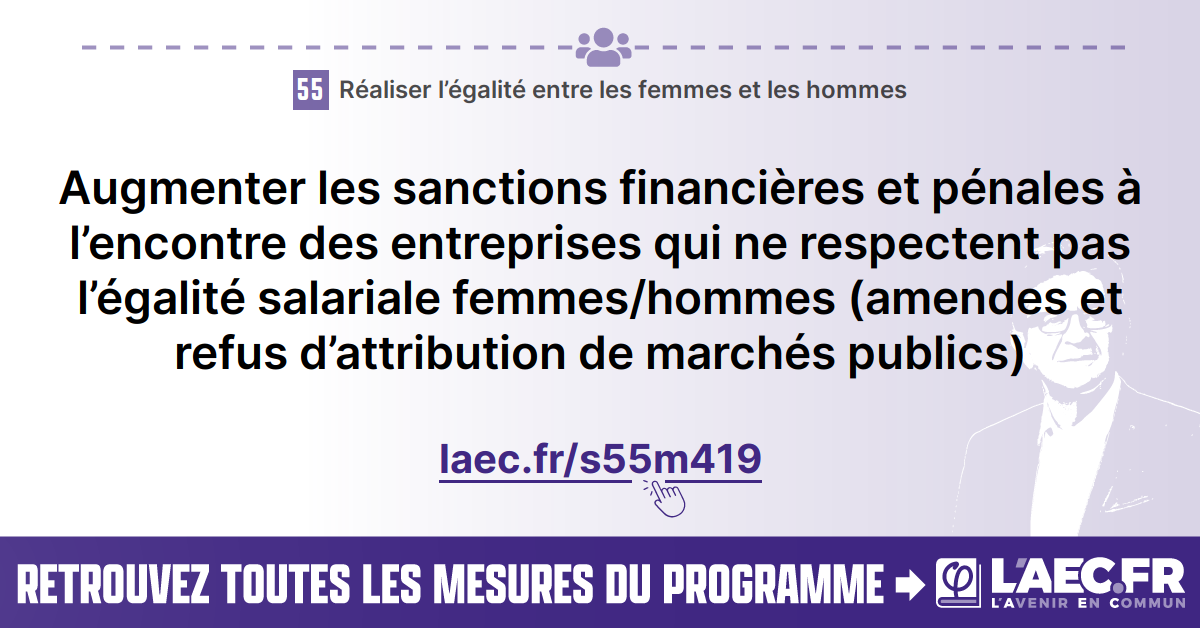 55 Réaliser l’égalité entre les femmes et les hommes
Augmenter les sanctions financières et pénales à
l’encontre des entreprises qui ne respectent pas
l’égalité salariale femmes/hommes (amendes et
refus d’attribution de marchés publics)
laec.fr/s55m419
RETROUVEZ TOUTES LES MESURES DU PROGRAMME
φ L’AEC.FR
L’AVENIR EN COMMUN